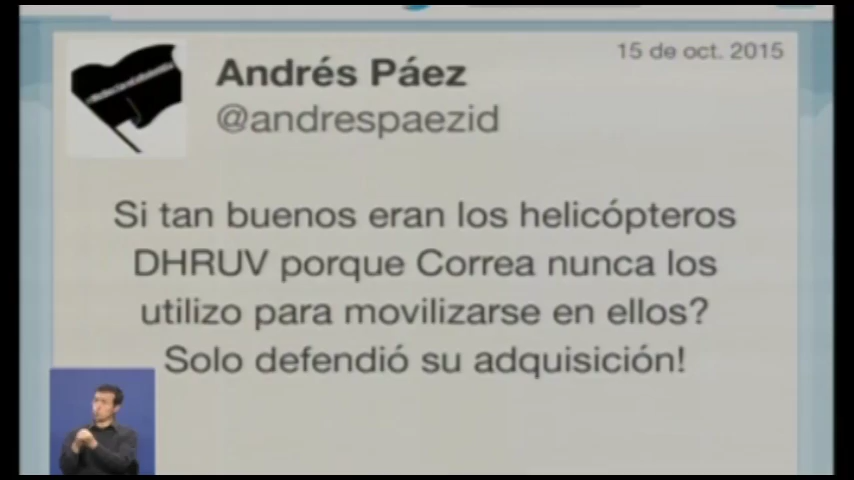 Andrés Páez
15 de oct. 2015
@andrespaezid
Si tan buenos eran los helicópteros
DHRUV porque Correa nunca los
utilizo para movilizarse en ellos?
Solo defendió su adquisición!